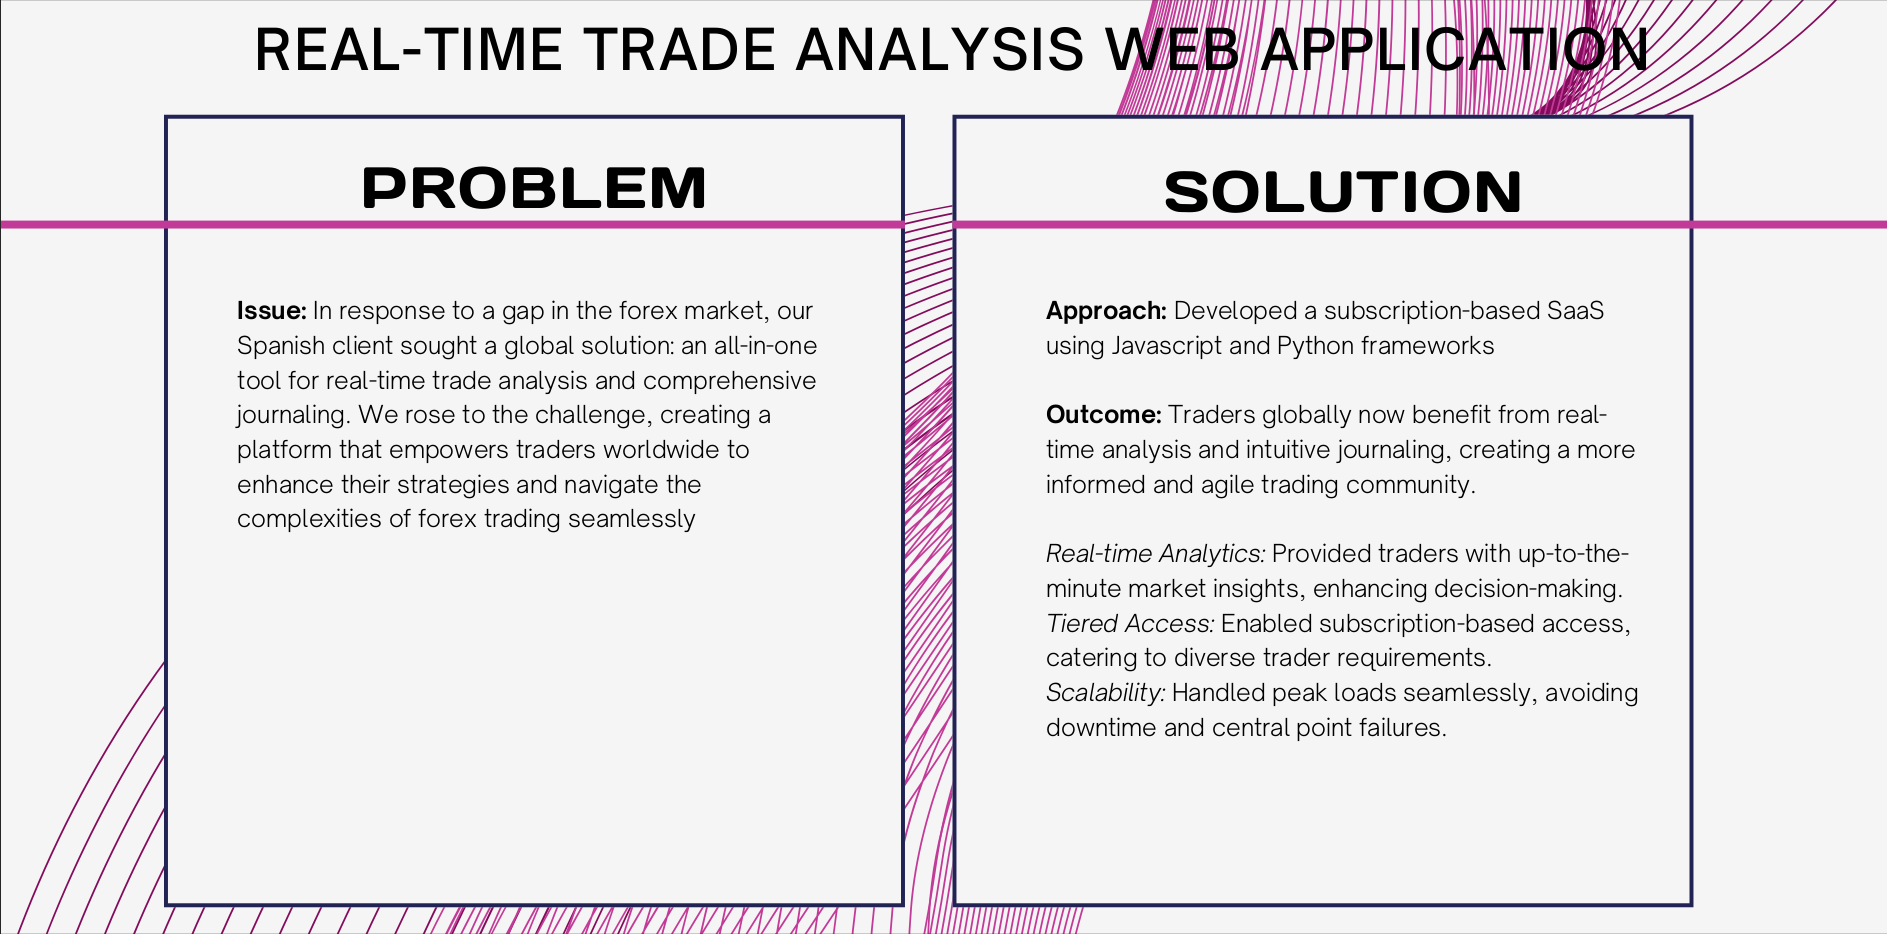 REAL-TIME TRADE ANALYSIS WEB APPLICATION
PROBLEM
Issue: In response to a gap in the forex market, our
Spanish client sought a global solution: an all-in-one
tool for real-time trade analysis and comprehensive
journaling. We rose to the challenge, creating a
platform that empowers traders worldwide to
enhance their strategies and navigate the
complexities of forex trading seamlessly
SOLUTION
Approach: Developed a subscription-based SaaS
using Javascript and Python frameworks
Outcome: Traders globally now benefit from real-
time analysis and intuitive journaling, creating a more
informed and agile trading community.
Real-time Analytics: Provided traders with up-to-the-
minute market insights, enhancing decision-making.
Tiered Access: Enabled subscription-based access,
catering to diverse trader requirements.
Scalability: Handled peak loads seamlessly, avoiding
downtime and central point failures.